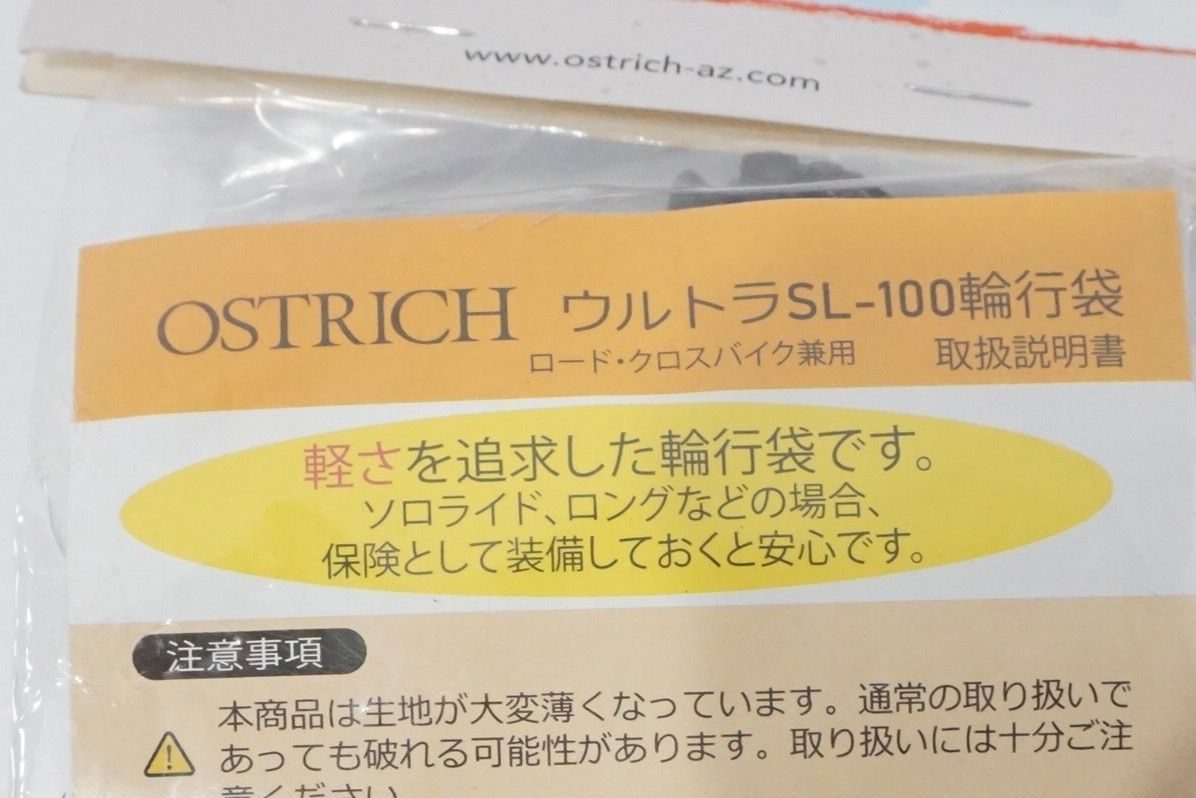 www.ostrich-az.com
OSTRICH ウルトラSL-100輪行袋
ロード・クロスバイク兼用 取扱説明書
軽さを追求した輪行袋です。
ソロライド、ロングなどの場合、
保険として装備しておくと安心です。
注意事項
本商品は生地が大変薄くなっています。通常の取り扱いで
あっても破れる可能性があります。取り扱いには十分ご注
意ください。